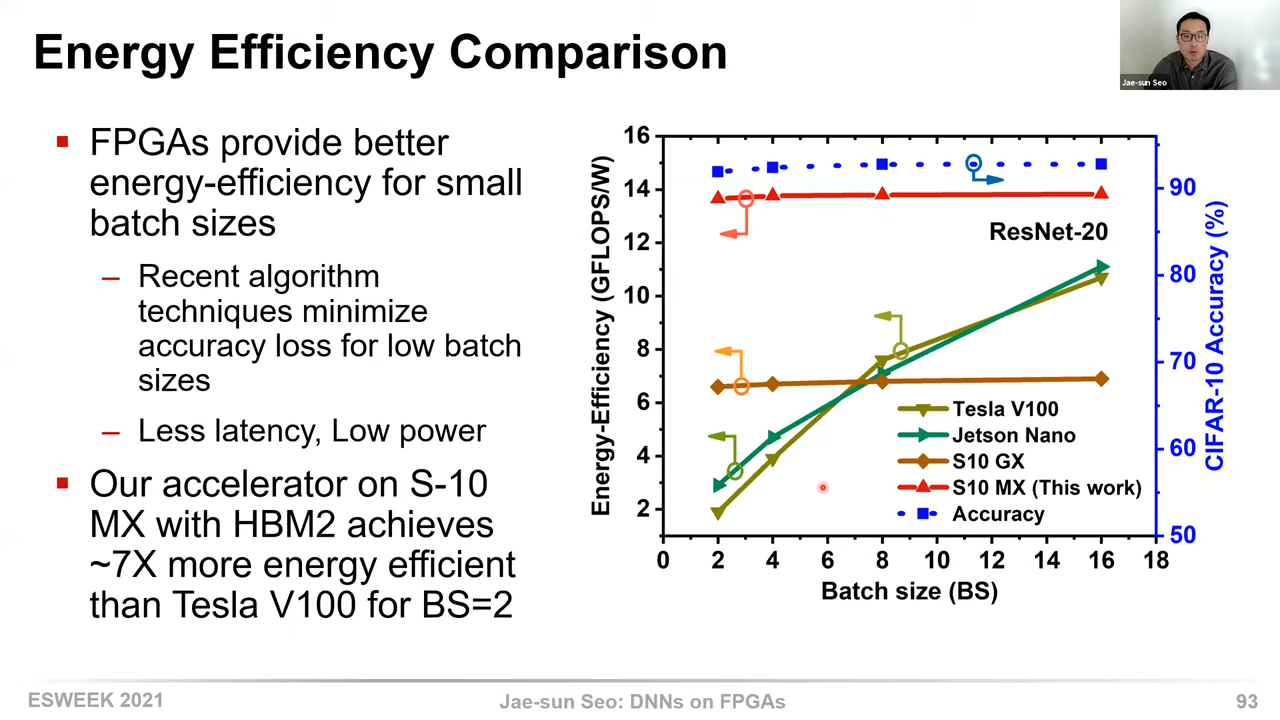 Energy Efficiency Comparison
Jae-sun Seo
▪ FPGAs provide better
energy-efficiency for small
batch sizes
– Recent algorithm
techniques minimize
accuracy loss for low batch
sizes
– Less latency, Low power
▪ Our accelerator on S-10
MX with HBM2 achieves
~7X more energy efficient
than Tesla V100 for BS=2
Energy-Efficiency (GFLOPS/W)
16
14
12
10
8
6
4
2
0 2 4 6 8 10 12 14 16 18
Batch size (BS)
ResNet-20
Tesla V100
Jetson Nano
S10 GX
S10 MX (This work)
Accuracy
90
80
70
60
50
CIFAR-10 Accuracy (%)
ESWEEK 2021
Jae-sun Seo: DNNs on FPGAs
93